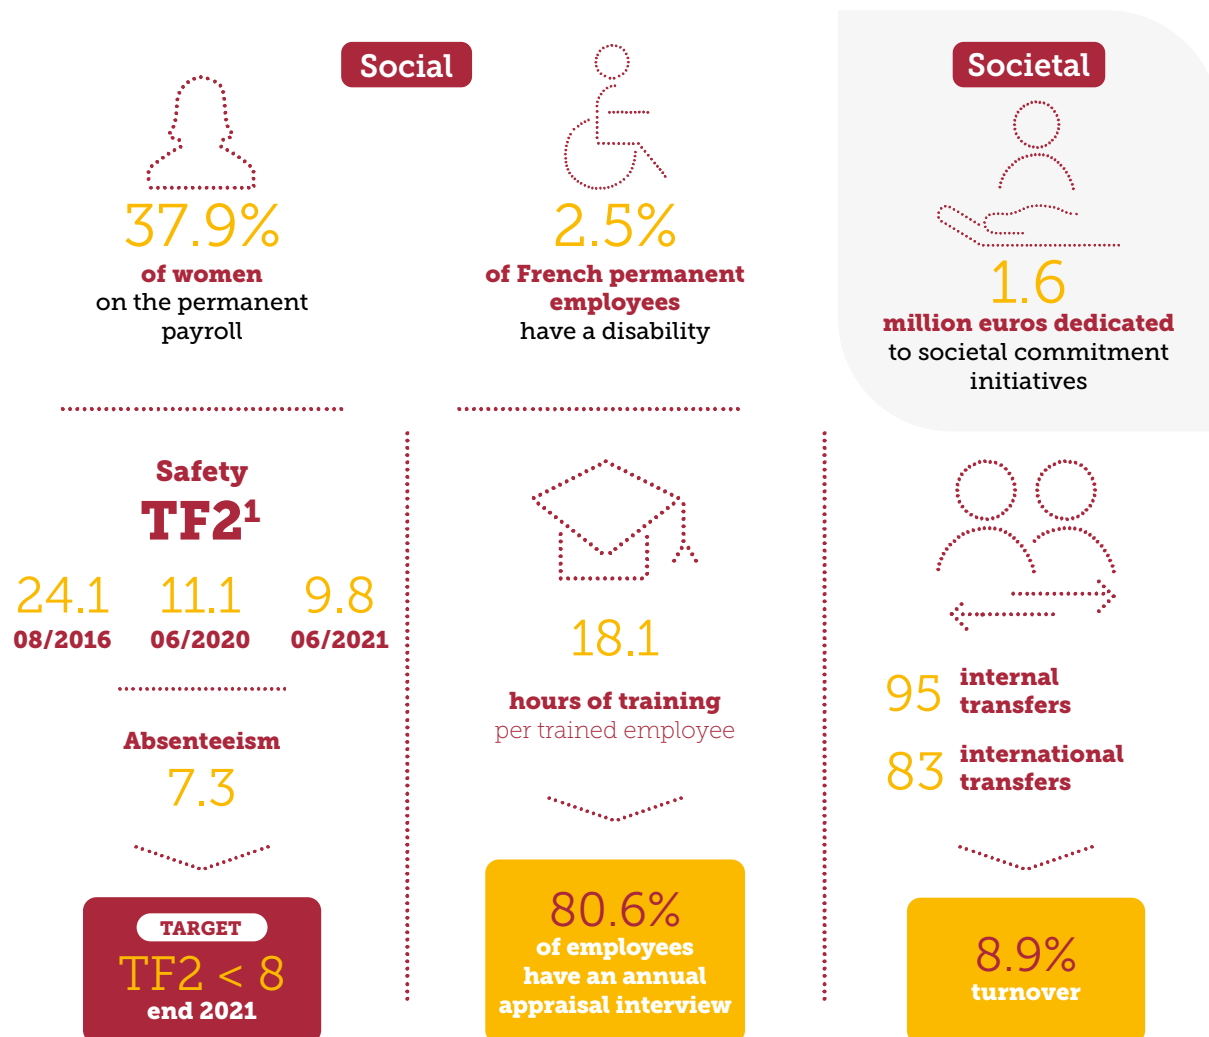 Social
37.9%
of women
on the permanent
payroll
2.5%
of French permanent
employees
have a disability
Societal
1.6
million euros dedicated
to societal commitment
initiatives
Safety
TF2¹
24.1 11.1 9.8
08/2016 06/2020 06/2021
Absenteeism
7.3
TARGET
TF2 < 8
end 2021
18.1
hours of training
per trained employee
80.6%
of employees
have an annual
appraisal interview
95 internal
transfers
83 international
transfers
8.9%
turnover